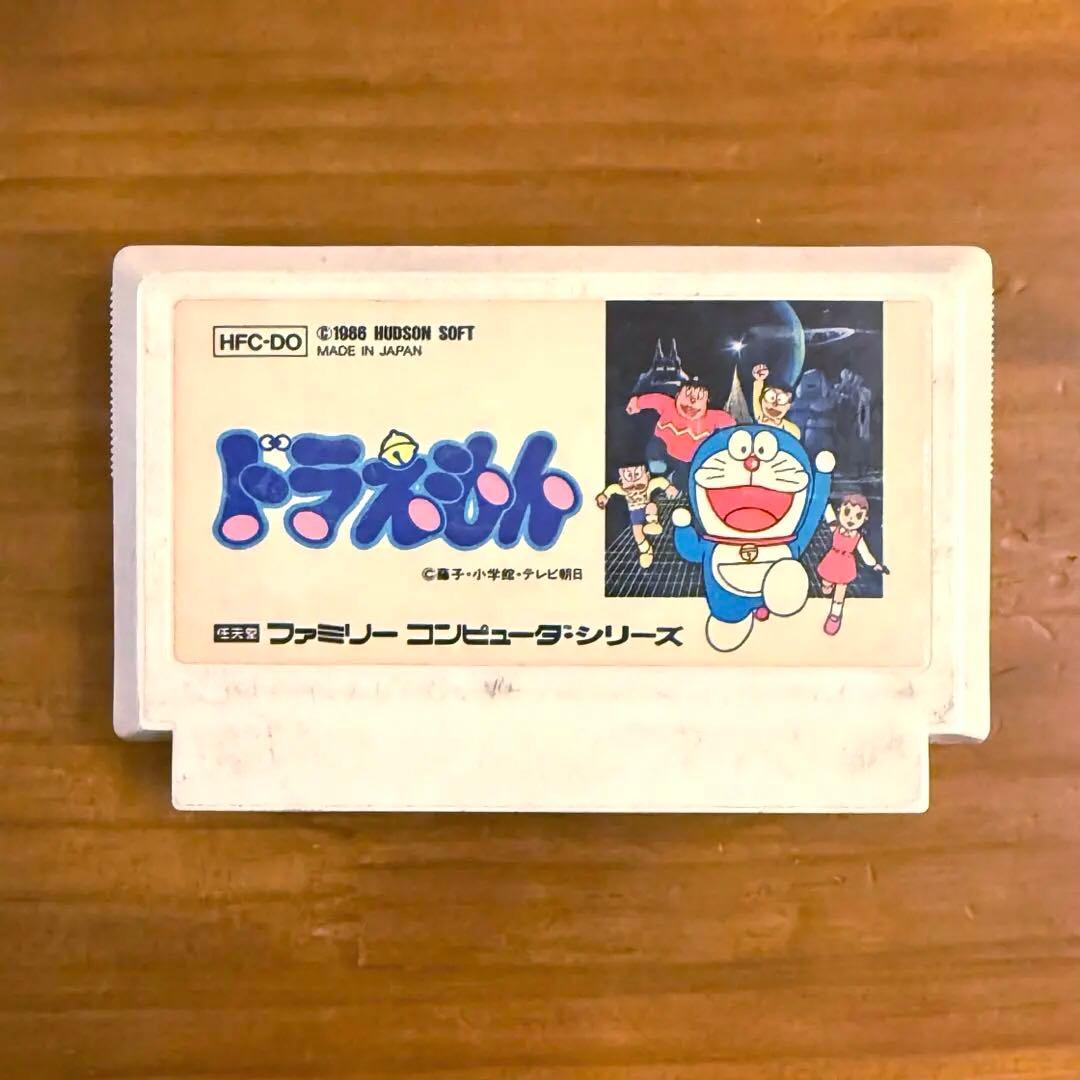 HFC-DO
©1986 HUDSON SOFT
MADE IN JAPAN
ドラえもん
©藤子・小学館・テレビ朝日
任天堂 ファミリー コンピュータ・シリーズ